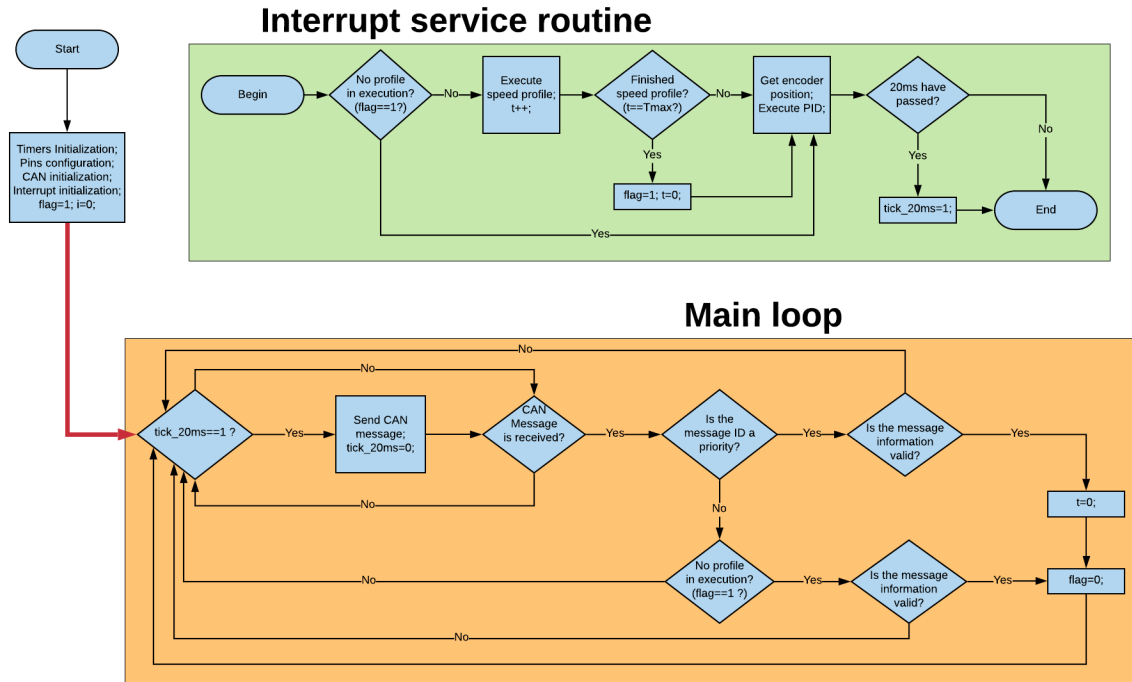 Interrupt service routine
Start
Timers Initialization;
Pins configuration;
CAN initialization;
Interrupt initialization;
flag=1; i=0;
Begin
No profile
in execution?
(flag==1?)
No
Execute
speed profile;
t++;
Finished
speed profile?
(t==Tmax?)
No
Get encoder
position;
Execute PID;
20ms have
passed?
No
Yes
Yes
flag=1; t=0;
tick_20ms=1;
End
Yes
Main loop
No
No
tick_20ms==1 ?
Yes
Send CAN
message;
tick_20ms=0;
CAN
Message
is received?
Yes
Is the
message ID a
priority?
Yes
Is the message
information
valid?
Yes
No
t=0;
No
No
No profile
in execution?
(flag==1 ?)
Yes
Is the message
information
valid?
Yes
flag=0;
No